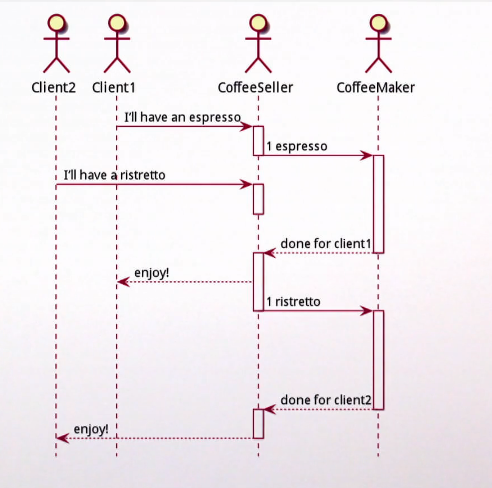 Client2 Client1 CoffeeSeller CoffeeMaker
I'll have an espresso
1 espresso
I'll have a ristretto
done for client1
enjoy!
1 ristretto
done for client2
enjoy!